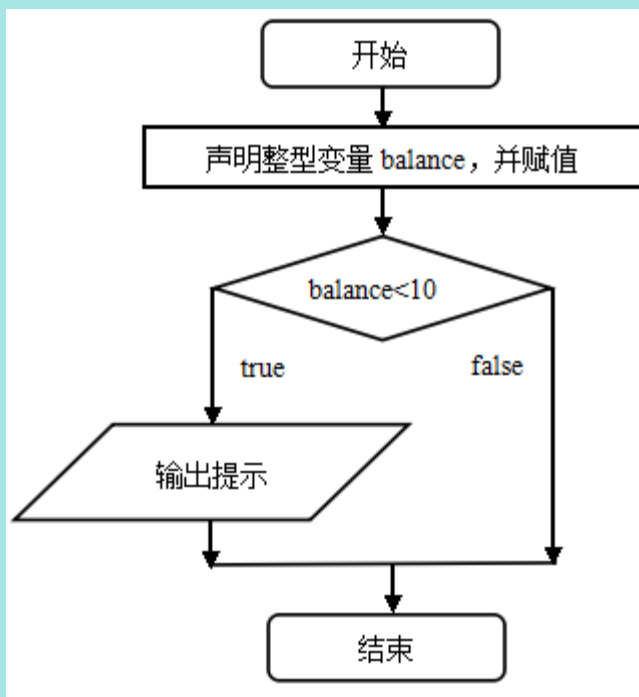 开始
声明整型变量 balance，并赋值
balance<10
true
false
输出提示
结束